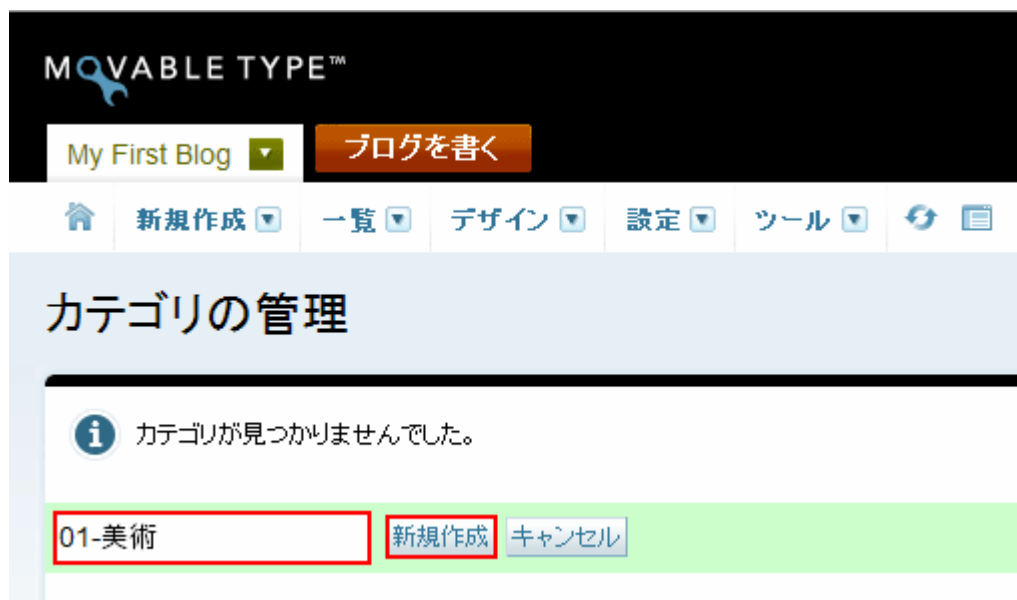 MOVABLE TYPE™
My First Blog ブログを書く
新規作成 一覧 デザイン 設定 ツール
カテゴリの管理
カテゴリが見つかりませんでした。
01-美術 新規作成 キャンセル